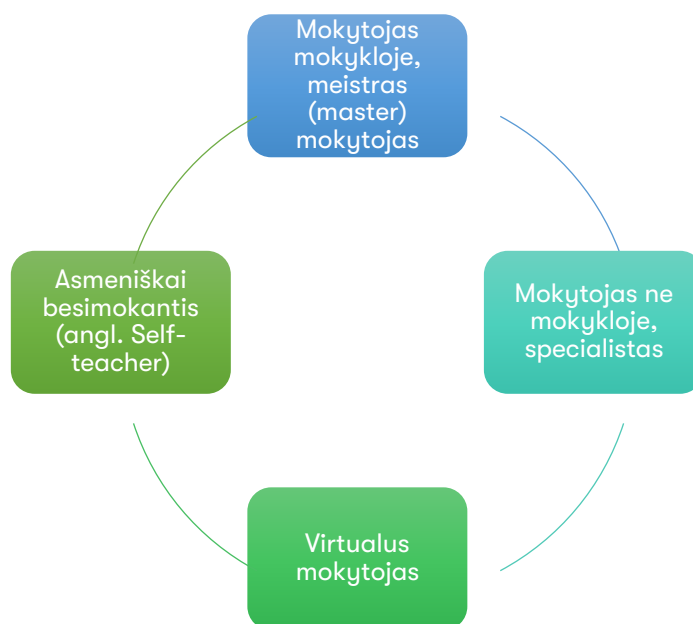 Mokytojas
mokykloje,
meistras
(master)
mokytojas
Asmeniškai
besimokantis
(angl. Self-
teacher)
Mokytojas ne
mokykloje,
specialistas
Virtualus
mokytojas